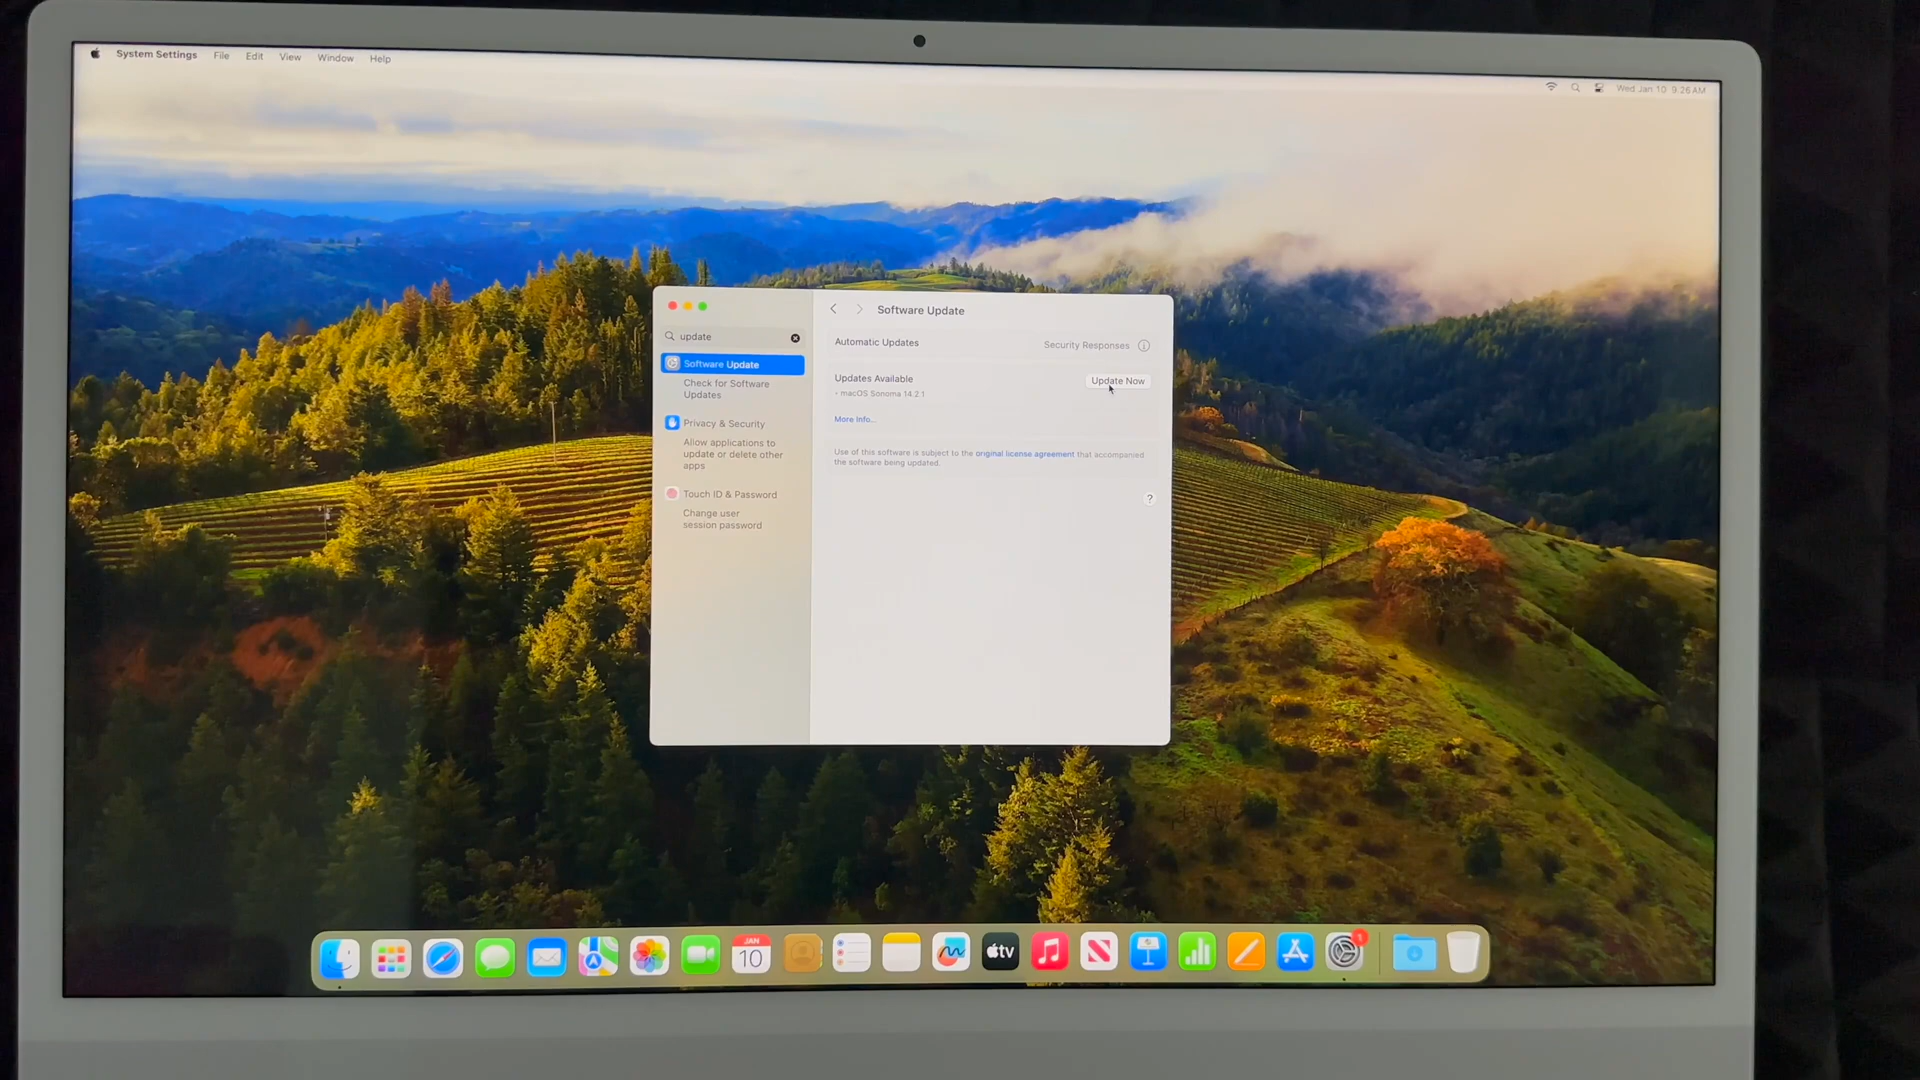 System Settings File Edit View Window Help
Wed Jan 10 9:26 AM
update
Software Update
Check for Software
Updates
Privacy & Security
Allow applications to
update or delete other
apps
Touch ID & Password
Change user
session password
Software Update
Automatic Updates
Security Responses
Updates Available
Update Now
- macOS Sonoma 14.2.1
More Info...
Use of this software is subject to the original license agreement that accompanied
the software being updated.
?
JAN
10
tv
1